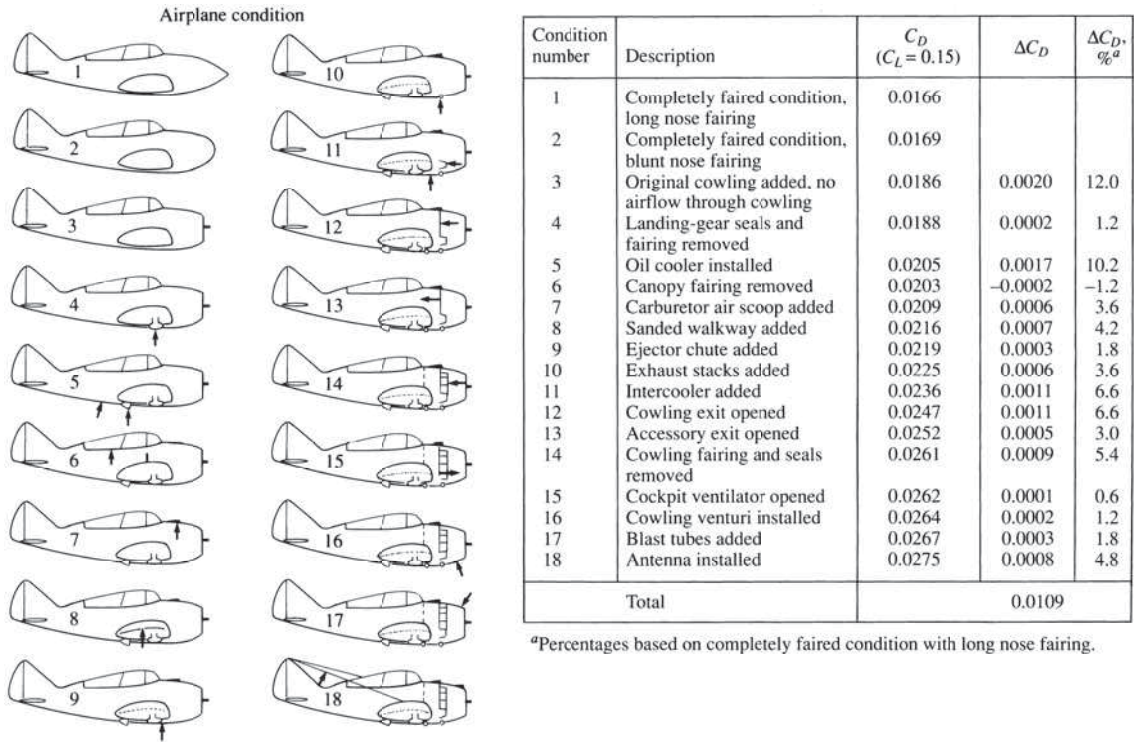 Airplane condition
1
2
3
4
5
6
7
8
9
10
11
12
13
14
15
16
17
18
Condition number Description C_D (C_L = 0.15) ΔC_D ΔC_D, %^a
1 Completely faired condition, 0.0166
long nose fairing
2 Completely faired condition, 0.0169
blunt nose fairing
3 Original cowling added, no 0.0186 0.0020 12.0
airflow through cowling
4 Landing-gear seals and 0.0188 0.0002 1.2
fairing removed
5 Oil cooler installed 0.0205 0.0017 10.2
6 Canopy fairing removed 0.0203 −0.0002 −1.2
7 Carburetor air scoop added 0.0209 0.0006 3.6
8 Sanded walkway added 0.0216 0.0007 4.2
9 Ejector chute added 0.0219 0.0003 1.8
10 Exhaust stacks added 0.0225 0.0006 3.6
11 Intercooler added 0.0236 0.0011 6.6
12 Cowling exit opened 0.0247 0.0011 6.6
13 Accessory exit opened 0.0252 0.0005 3.0
14 Cowling fairing and seals 0.0261 0.0009 5.4
removed
15 Cockpit ventilator opened 0.0262 0.0001 0.6
16 Cowling venturi installed 0.0264 0.0002 1.2
17 Blast tubes added 0.0267 0.0003 1.8
18 Antenna installed 0.0275 0.0008 4.8
Total 0.0109
^aPercentages based on completely faired condition with long nose fairing.